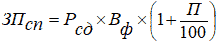 ЗПсп = Рсд × Вф × (1 + П/100)